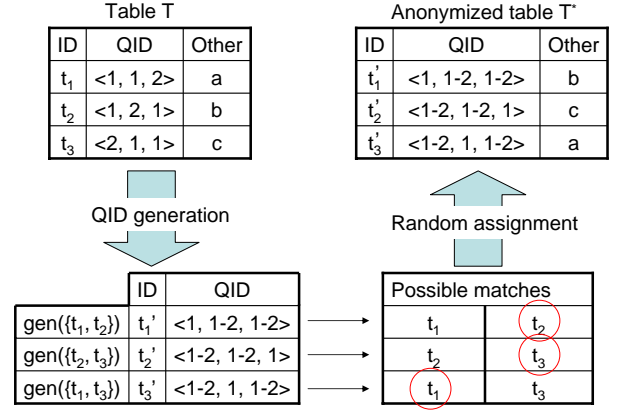 Table T
ID QID Other
t1 <1, 1, 2> a
t2 <1, 2, 1> b
t3 <2, 1, 1> c
Anonymized table T*
ID QID Other
t1' <1, 1-2, 1-2> b
t2' <1-2, 1-2, 1> c
t3' <1-2, 1, 1-2> a
QID generation
Random assignment
ID QID
gen({t1, t2}) t1' <1, 1-2, 1-2>
gen({t2, t3}) t2' <1-2, 1-2, 1>
gen({t1, t3}) t3' <1-2, 1, 1-2>
Possible matches
t1 t2
t2 t3
t1 t3